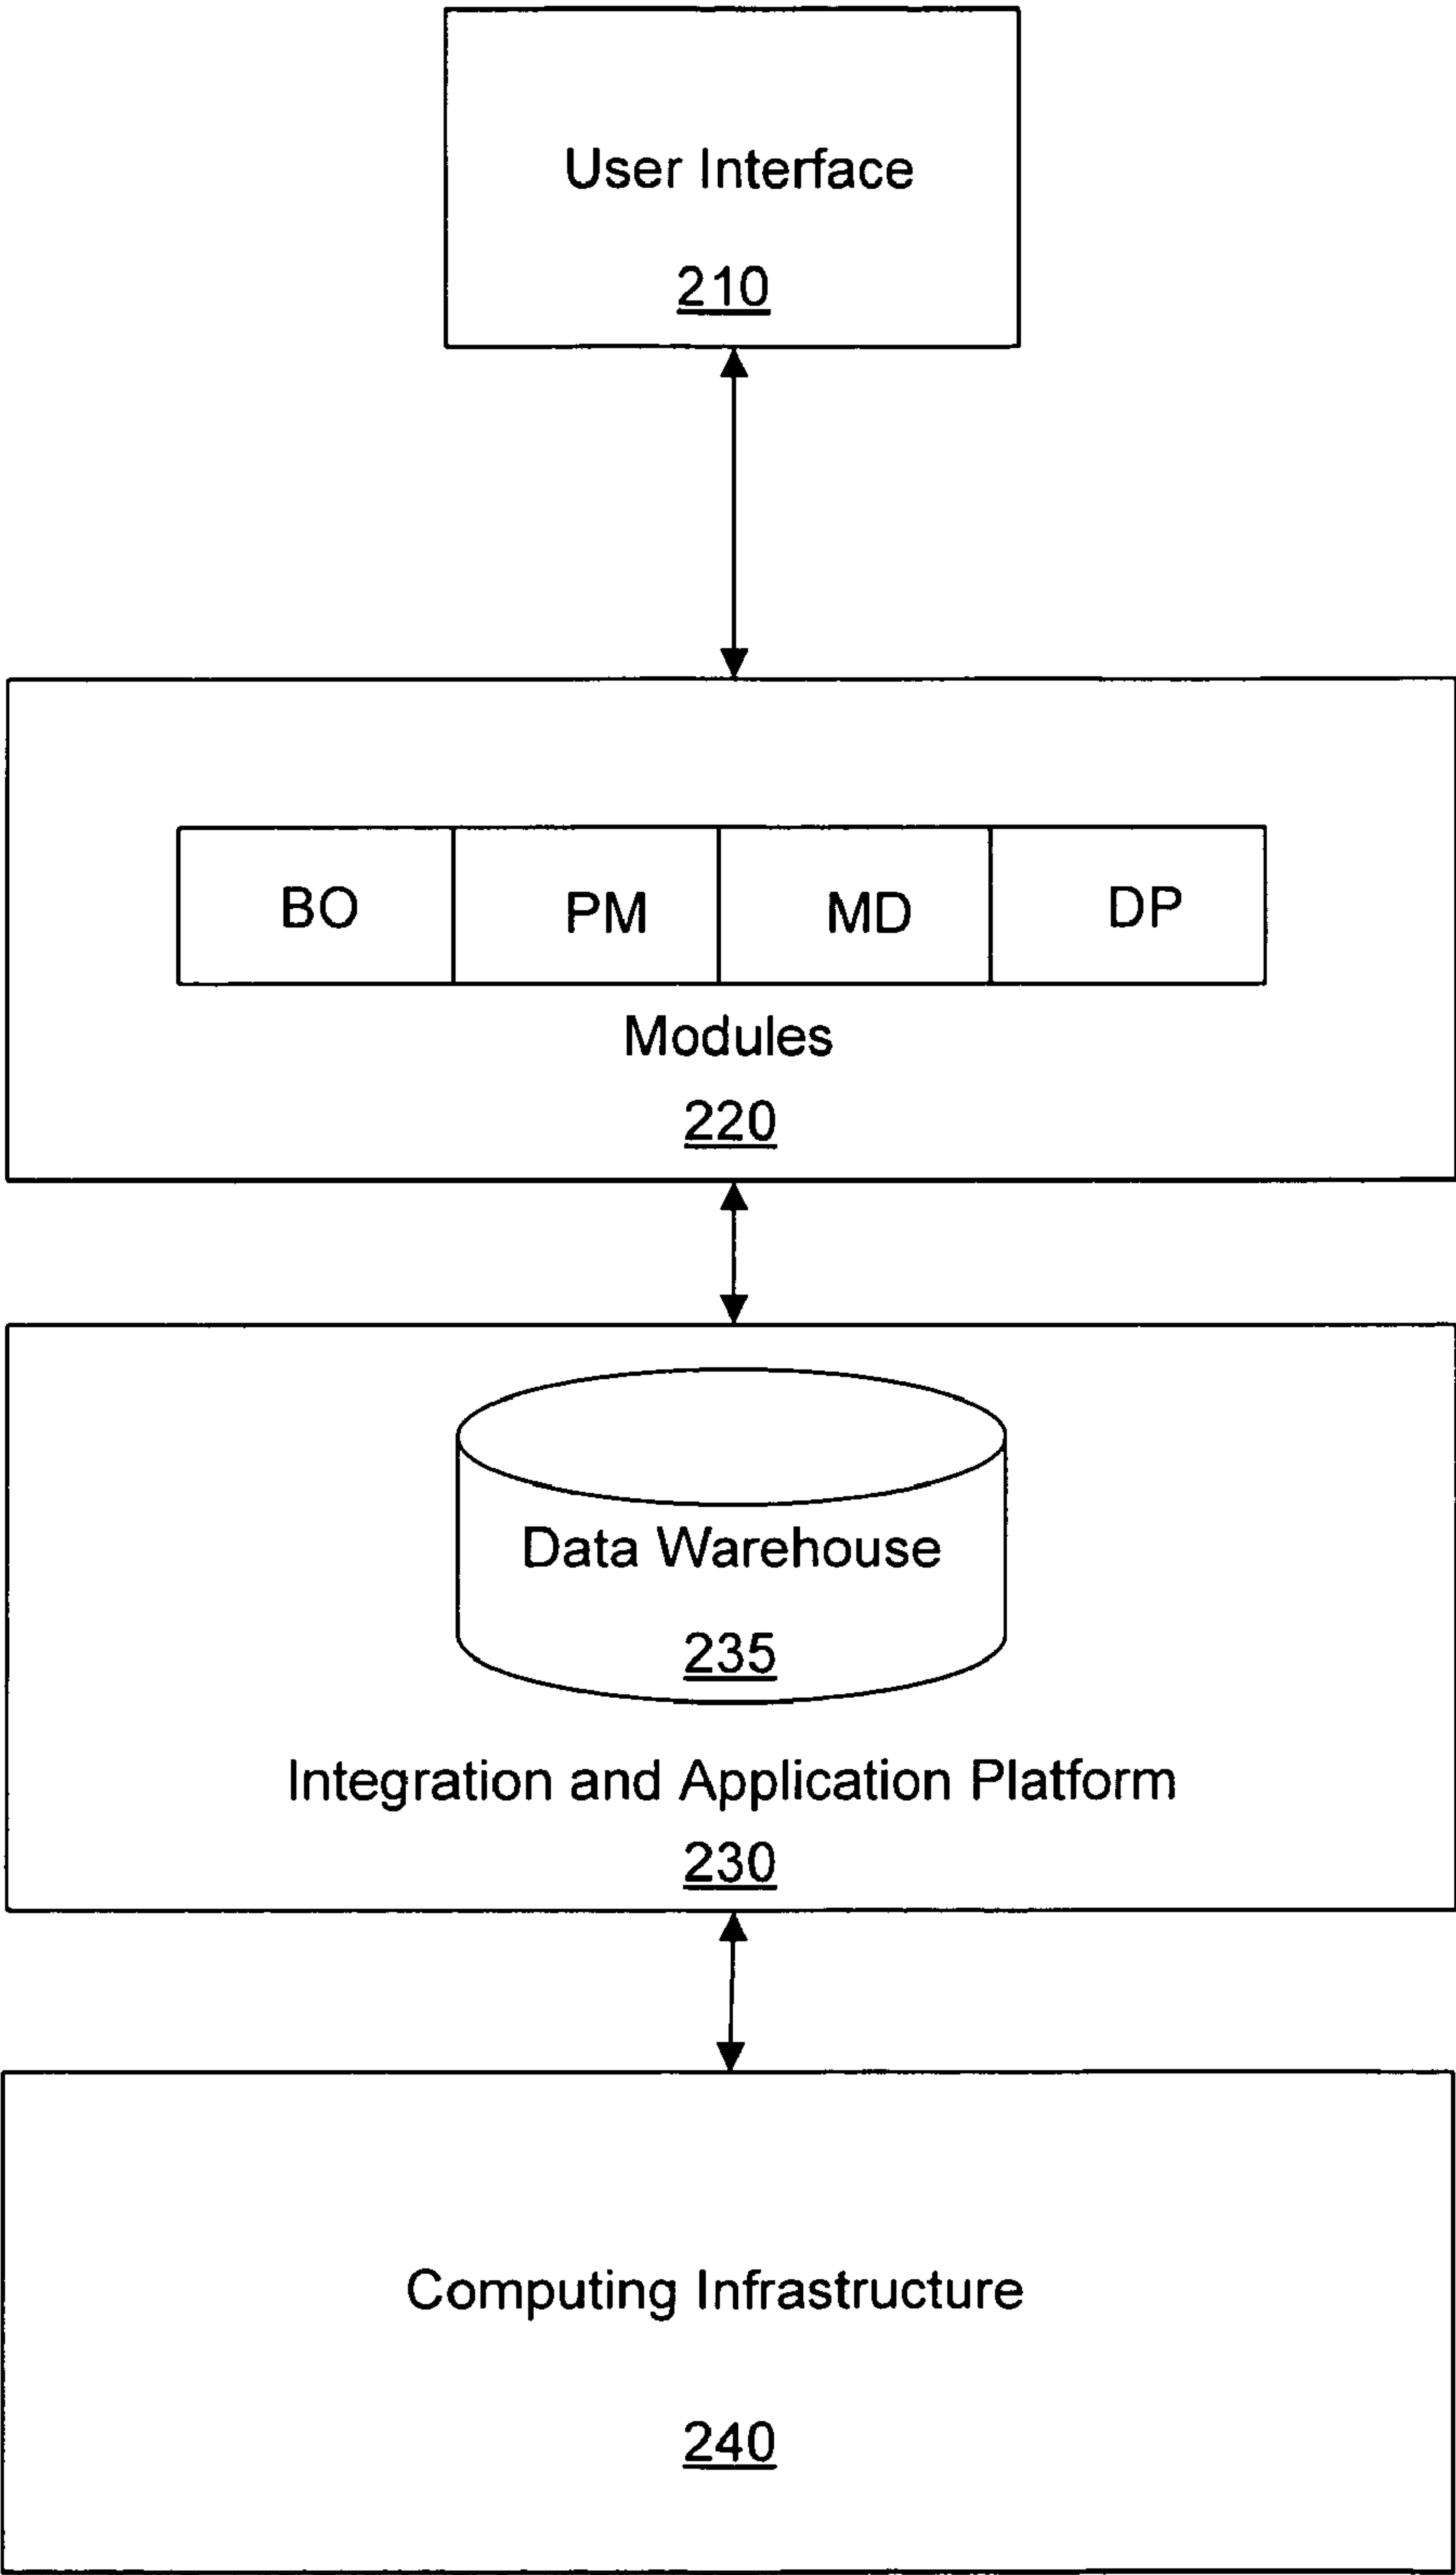 User Interface
210
BO PM MD DP
Modules
220
Data Warehouse
235
Integration and Application Platform
230
Computing Infrastructure
240